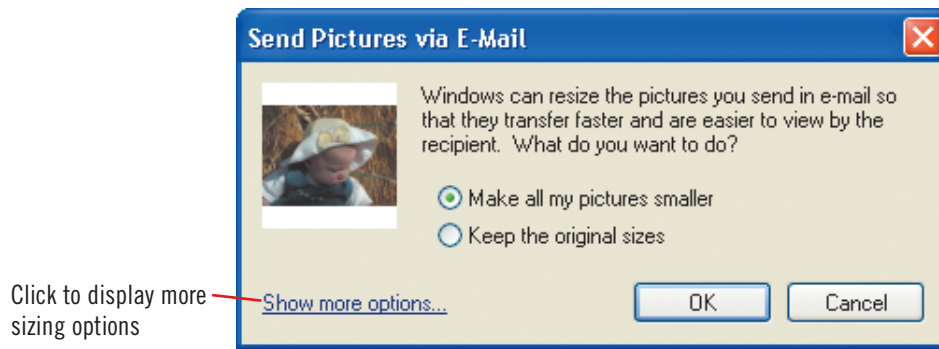 Send Pictures via E-Mail
Windows can resize the pictures you send in e-mail so
that they transfer faster and are easier to view by the
recipient. What do you want to do?
Make all my pictures smaller
Keep the original sizes
Click to display more
sizing options
Show more options...
OK
Cancel